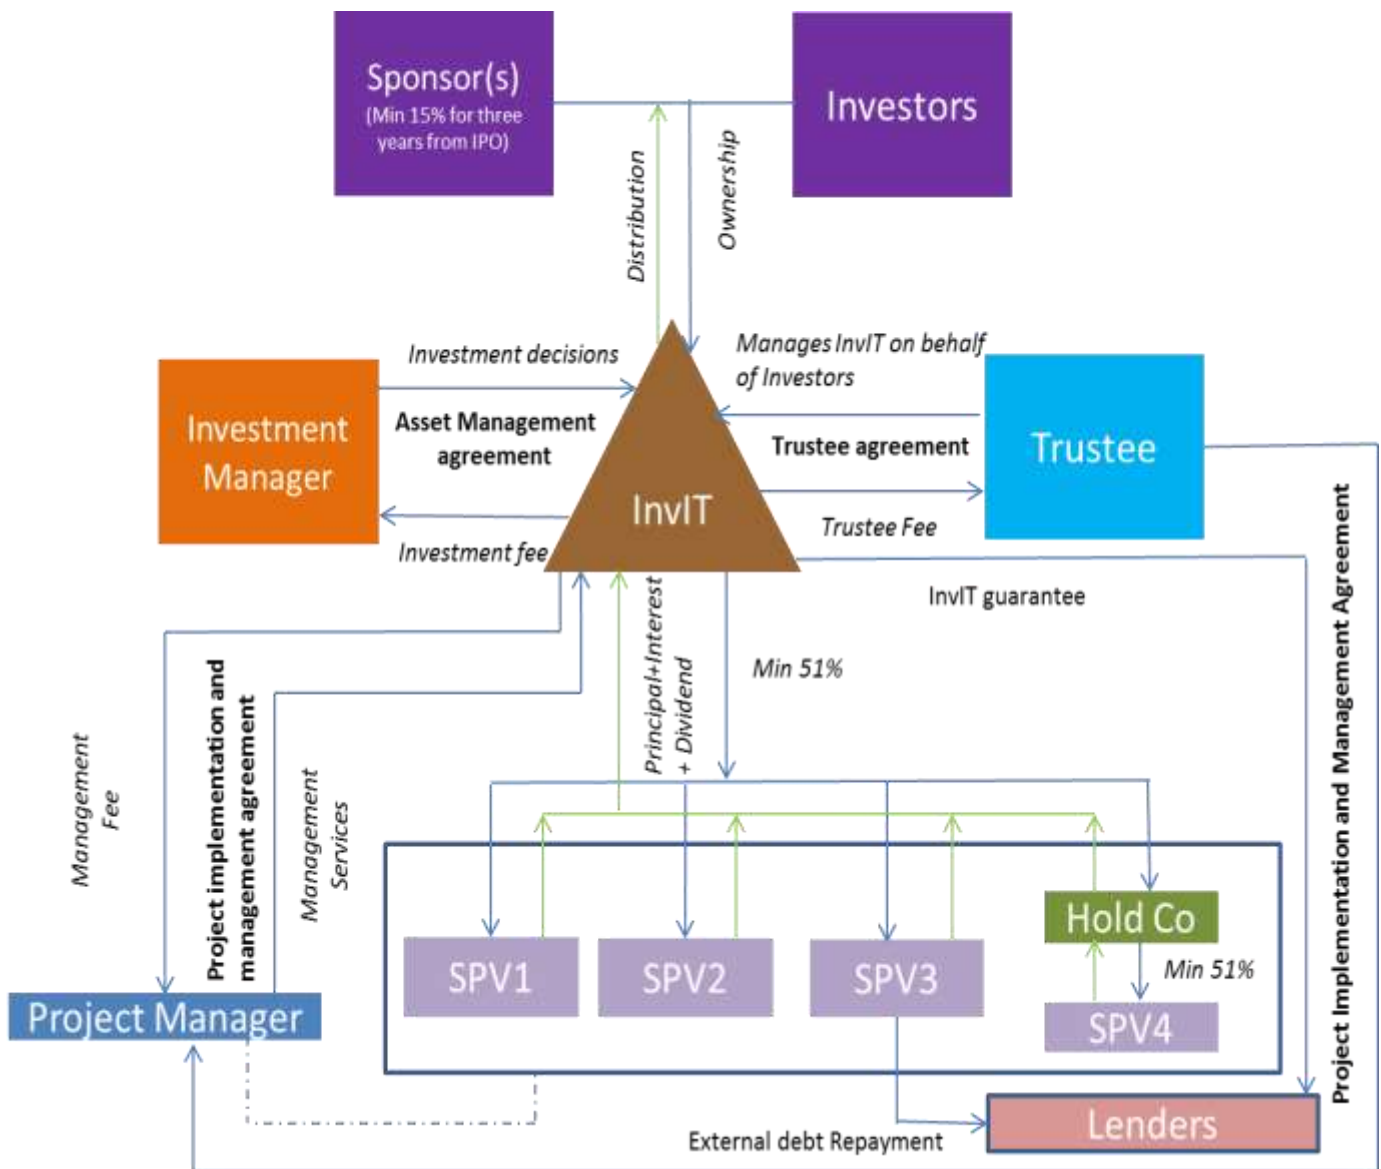 Sponsor(s)
(Min 15% for three
years from IPO)
Investors
Distribution
Ownership
Investment decisions
Manages InvIT on behalf
of Investors
Investment
Manager
Asset Management
agreement
Trustee agreement
Trustee
InvIT
Investment fee
Trustee Fee
InvIT guarantee
Project Implementation and Management Agreement
Principal+Interest
+ Dividend
Min 51%
Management
Fee
Project implementation and
management agreement
Management
Services
Hold Co
Min 51%
SPV1
SPV2
SPV3
SPV4
Project Manager
External debt Repayment
Lenders